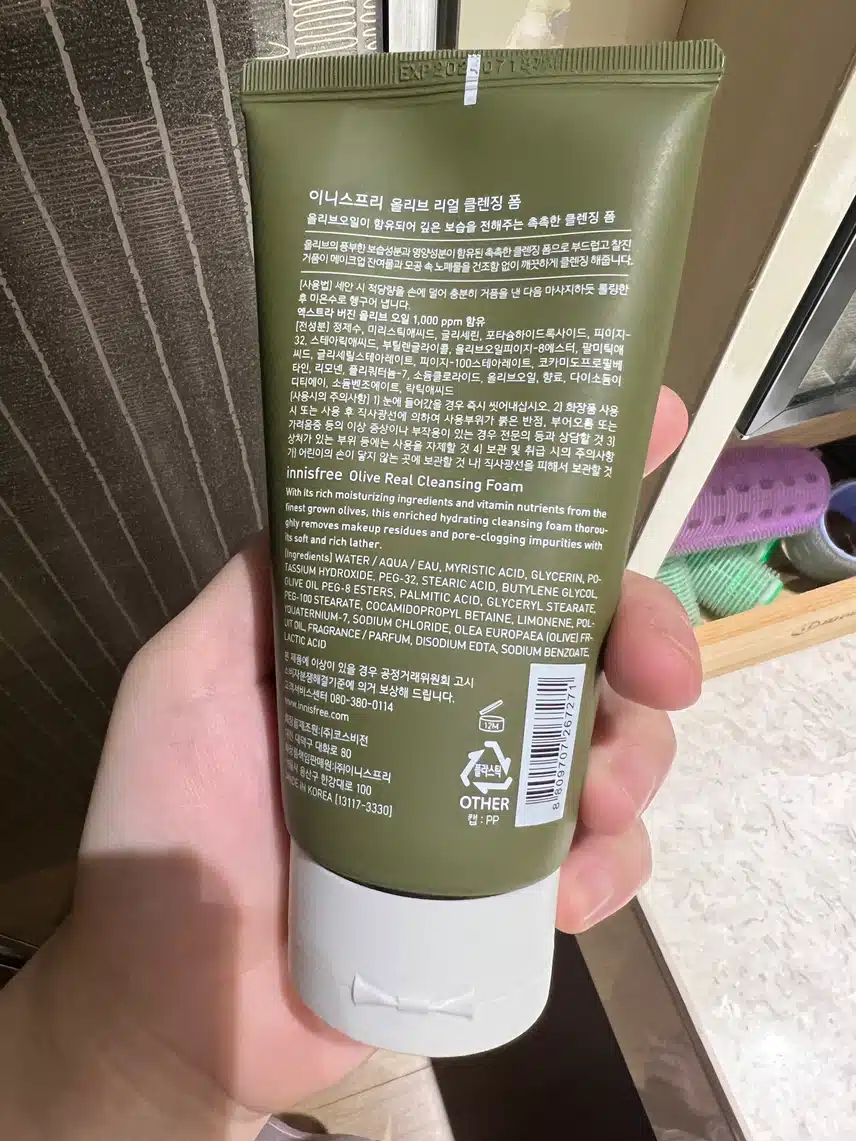 이니스프리 올리브 리얼 클렌징 폼
올리브오일이 함유되어 깊은 보습을 전해주는 촉촉한 클렌징 폼
올리브의 풍부한 보습성분과 영양성분이 함유된 촉촉한 클렌징 폼으로 부드럽고 찰진
거품이 메이크업 잔여물과 모공 속 노폐물을 건조함 없이 깨끗하게 클렌징 해줍니다.
[사용법] 세안 시 적당량을 손에 덜어 충분히 거품을 낸 다음 마사지하듯 롤링한
후 미온수로 헹구어 냅니다.
엑스트라 버진 올리브 오일 1,000 ppm 함유
[전성분] 정제수, 미리스틱애씨드, 글리세린, 포타슘하이드록사이드, 피이지-
32, 스테아릭애씨드, 부틸렌글라이콜, 올리브오일피이지-8에스터, 팔미틱애
씨드, 글리세릴스테아레이트, 피이지-100스테아레이트, 코카미도프로필베
타인, 리모넨, 폴리쿼터늄-7, 소듐클로라이드, 올리브오일, 향료, 다이소듐이
디티에이, 소듐벤조에이트, 락틱애씨드
[사용시의 주의사항] 1) 눈에 들어갔을 경우 즉시 씻어내십시오. 2) 화장품 사용
시 또는 사용 후 직사광선에 의하여 사용부위가 붉은 반점, 부어오름 또는
가려움증 등의 이상 증상이나 부작용이 있는 경우 전문의 등과 상담할 것 3)
상처가 있는 부위 등에는 사용을 자제할 것 4) 보관 및 취급 시의 주의사항
가) 어린이의 손이 닿지 않는 곳에 보관할 것 나) 직사광선을 피해서 보관할 것
innisfree Olive Real Cleansing Foam
With its rich moisturizing ingredients and vitamin nutrients from the
finest grown olives, this enriched hydrating cleansing foam thorou-
ghly removes makeup residues and pore-clogging impurities with
its soft and rich lather.
[Ingredients] WATER / AQUA / EAU, MYRISTIC ACID, GLYCERIN, PO-
TASSIUM HYDROXIDE, PEG-32, STEARIC ACID, BUTYLENE GLYCOL,
OLIVE OIL PEG-8 ESTERS, PALMITIC ACID, GLYCERYL STEARATE,
PEG-100 STEARATE, COCAMIDOPROPYL BETAINE, LIMONENE, POL-
YQUATERNIUM-7, SODIUM CHLORIDE, OLEA EUROPAEA (OLIVE) FR-
UIT OIL, FRAGRANCE / PARFUM, DISODIUM EDTA, SODIUM BENZOATE,
LACTIC ACID
본 제품에 이상이 있을 경우 공정거래위원회 고시
소비자분쟁해결기준에 의거 보상해 드립니다.
고객서비스센터 080-380-0114
www.innisfree.com
화장품제조원:(주)코스비전
대전 대덕구 대화로 80
화장품책임판매원:(주)이니스프리
서울시 용산구 한강대로 100
MADE IN KOREA [13117-3330]
12M
플라스틱
OTHER
캡 : PP
8 809707 267271